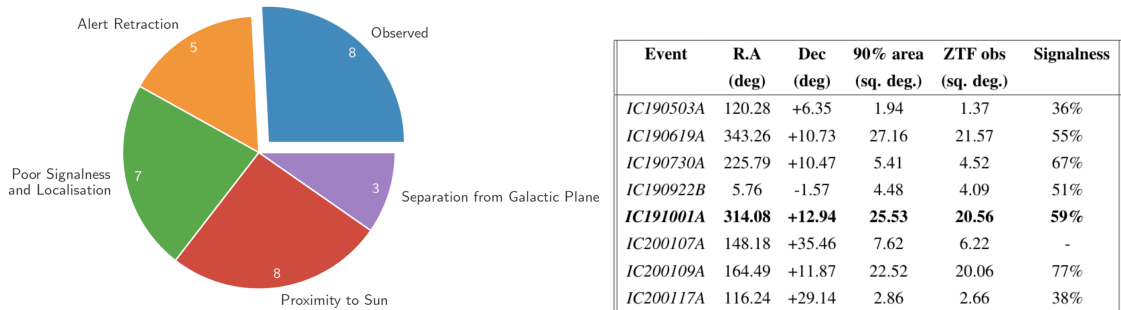 Alert Retraction
5
Observed
8
Poor Signalness
and Localisation
7
3
Separation from Galactic Plane
8
Proximity to Sun
Event R.A Dec 90% area ZTF obs Signalness
(deg) (deg) (sq. deg.) (sq. deg.)
IC190503A 120.28 +6.35 1.94 1.37 36%
IC190619A 343.26 +10.73 27.16 21.57 55%
IC190730A 225.79 +10.47 5.41 4.52 67%
IC190922B 5.76 -1.57 4.48 4.09 51%
IC191001A 314.08 +12.94 25.53 20.56 59%
IC200107A 148.18 +35.46 7.62 6.22 -
IC200109A 164.49 +11.87 22.52 20.06 77%
IC200117A 116.24 +29.14 2.86 2.66 38%